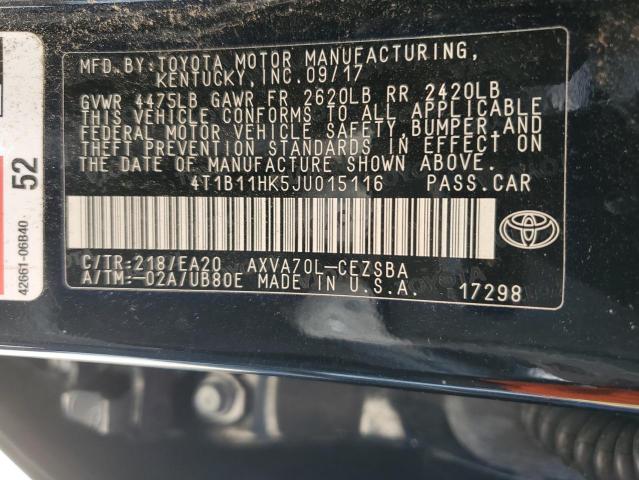 MFD.BY:TOYOTA MOTOR MANUFACTURING,
KENTUCKY, INC.09/17
GVWR 4475LB GAWR FR 2620LB RR 2420LB
THIS VEHICLE CONFORMS TO ALL APPLICABLE
FEDERAL MOTOR VEHICLE SAFETY,BUMPER,AND
THEFT PREVENTION STANDARDS IN EFFECT ON
THE DATE OF MANUFACTURE SHOWN ABOVE.
4T1B11HK5JU015116 PASS.CAR
C/TR:218/EA20 AXVA70L-CEZSBA
A/TM:-02A/UB80E MADE IN U.S.A. 17298
52
42661-06B40